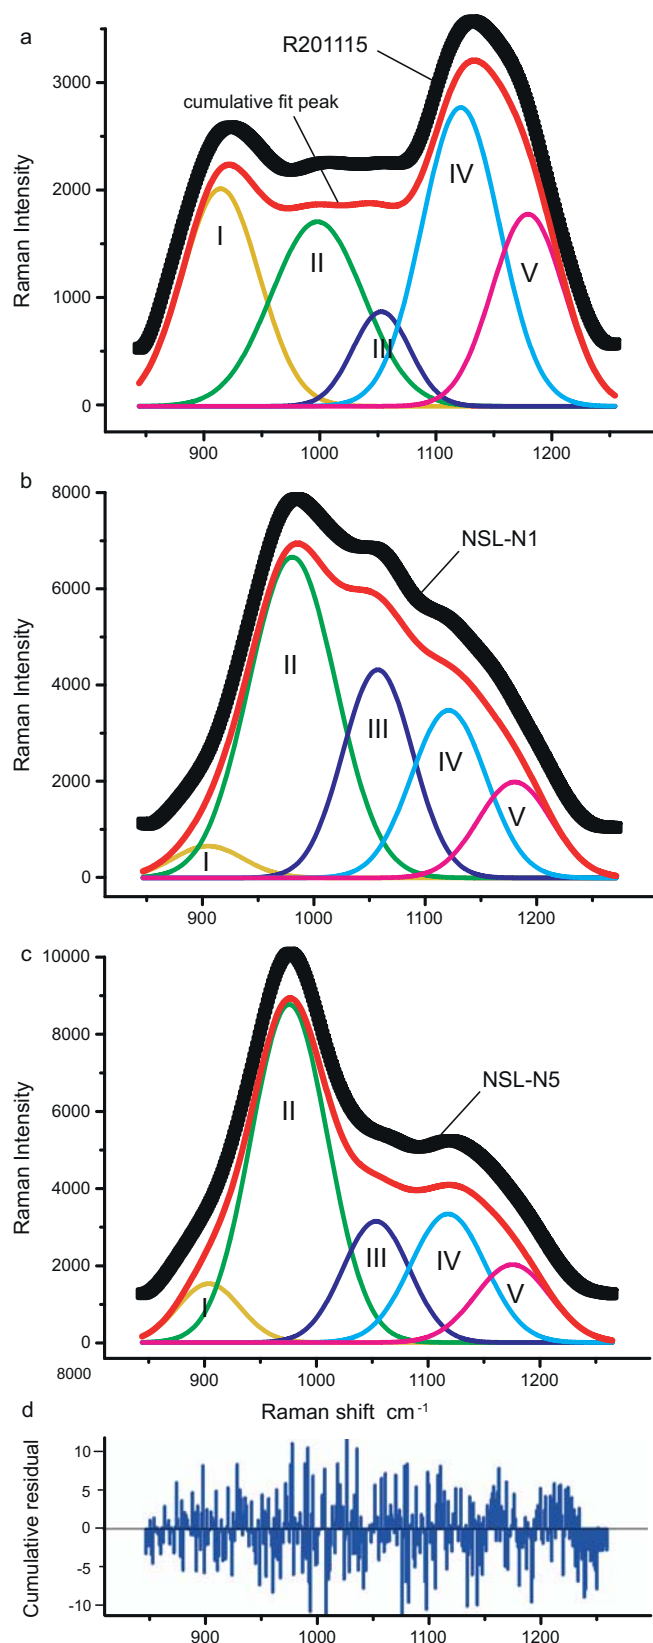 a
R201115
cumulative fit peak
3000
2000
1000
0
Raman Intensity
I
II
III
IV
V
900 1000 1100 1200
b
8000
6000
4000
2000
0
Raman Intensity
NSL-N1
I
II
III
IV
V
900 1000 1100 1200
c
10000
8000
6000
4000
2000
0
8000
Raman Intensity
NSL-N5
I
II
III
IV
V
900 1000 1100 1200
Raman shift cm-1
d
10
5
0
-5
-10
Cumulative residual
900 1000 1100 1200